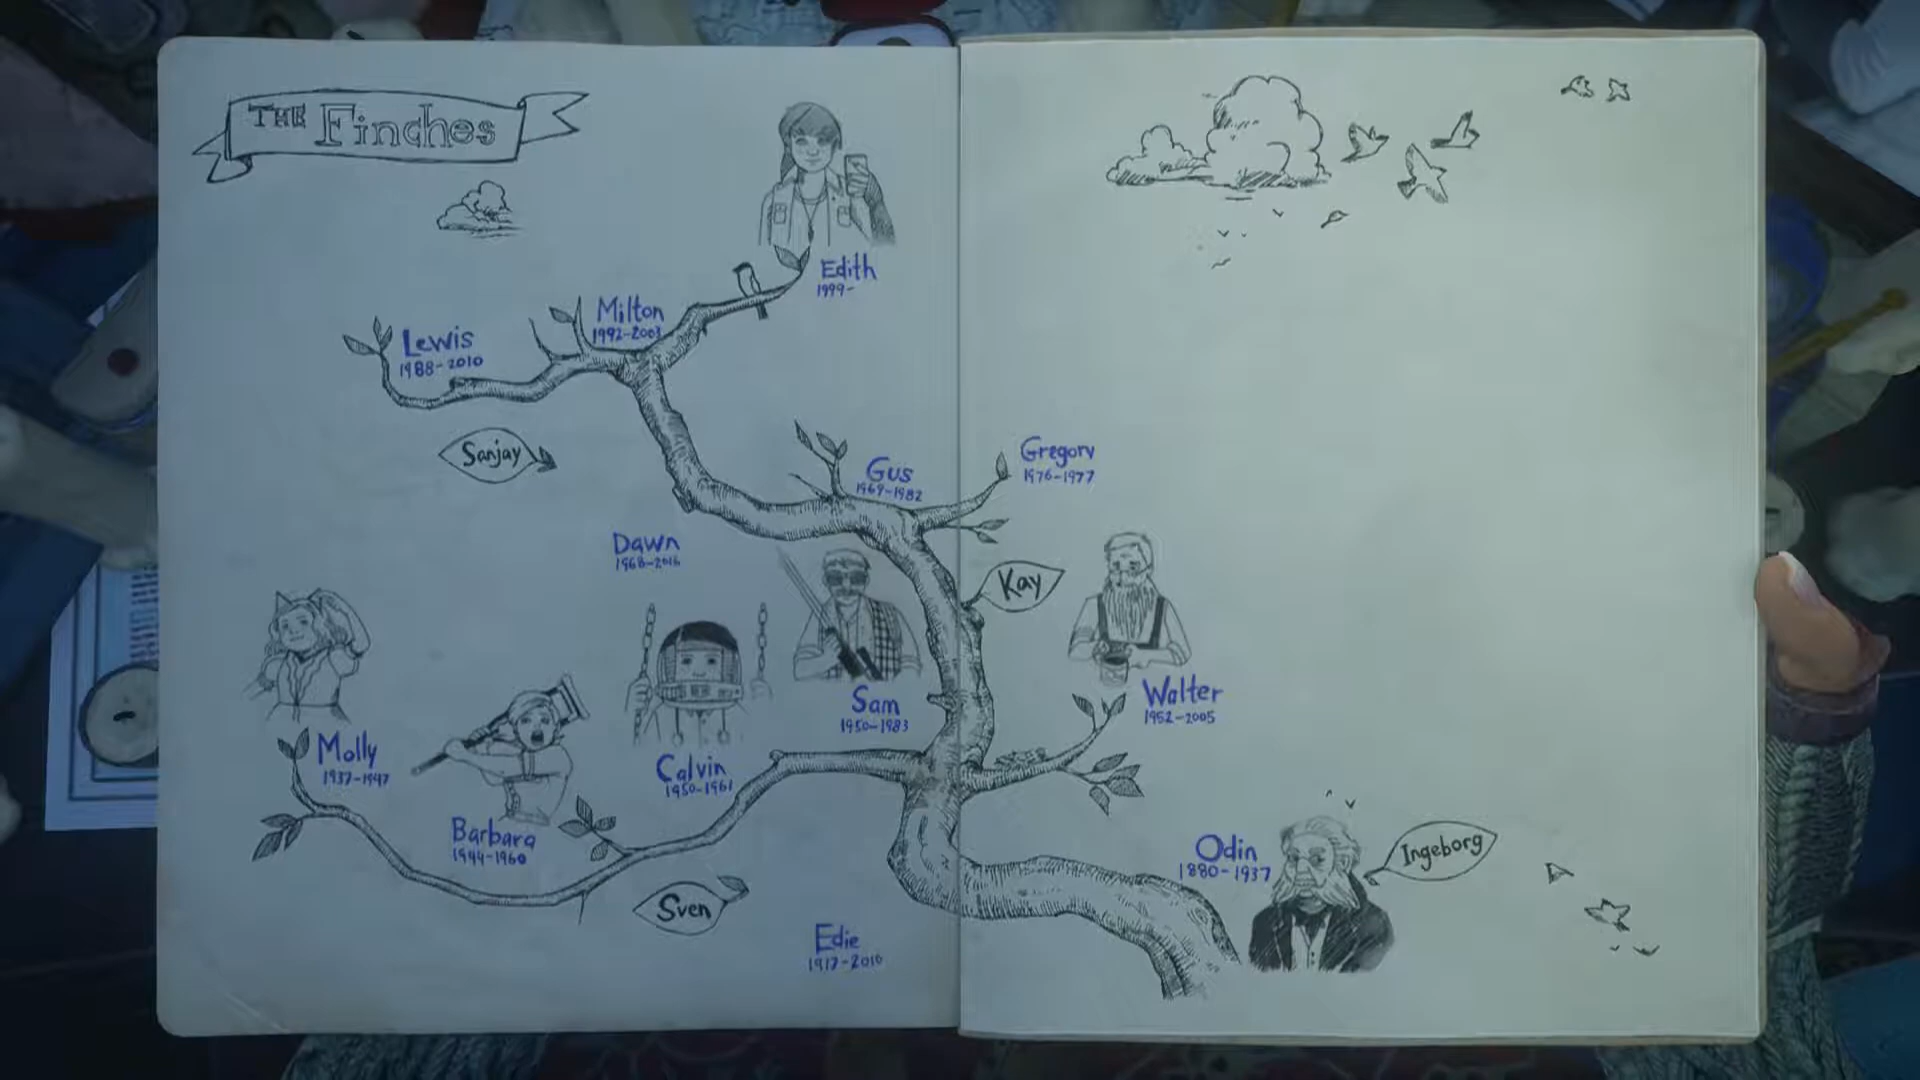 THE Finches
Edith
1999-
Milton
1992-2003
Lewis
1988-2010
Sanjay
Gregory
1976-1977
Gus
1969-1982
Dawn
1968-2016
Kay
Walter
1952-2005
Sam
1950-1983
Molly
1937-1947
Calvin
1950-1961
Barbara
1944-1960
Odin
1880-1937
Ingeborg
Sven
Edie
1917-2010